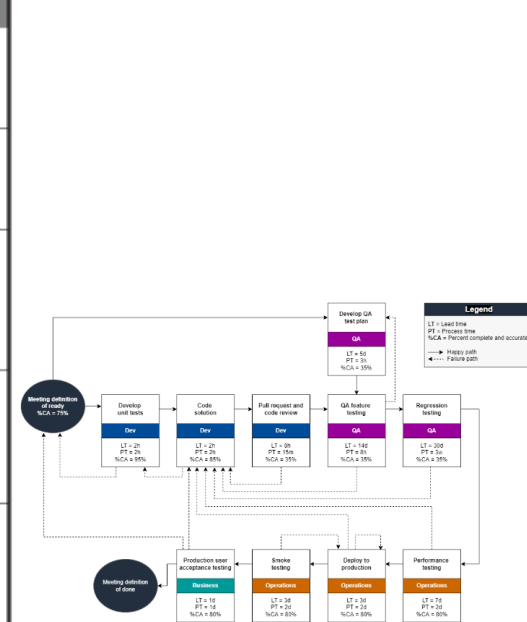 Develop QA
test plan
QA
LT = 5d
PT = 3h
%CA = 35%
Legend
LT = Lead time
PT = Process time
%CA = Percent complete and accurate
Happy path
Failure path
Meeting definition
of ready
%CA = 75%
Develop
unit tests
Dev
LT = 2h
PT = 2h
%CA = 95%
Code
solution
Dev
LT = 2h
PT = 2h
%CA = 85%
Pull request and
code review
Dev
PT = 15m
%CA = 35%
QA feature
testing
QA
LT = 14d
PT = 8h
%CA = 35%
Regression
testing
QA
LT = 30d
%CA = 35%
Production user
acceptance testing
Business
LT = 1d
PT = 1d
%CA = 80%
Smoke
testing
Operations
LT = 3d
PT = 2d
%CA = 80%
Deploy to
production
Operations
LT = 3d
PT = 2d
%CA = 80%
Performance
testing
Operations
LT = 7d
PT = 2d
%CA = 80%
Meeting definition
of done